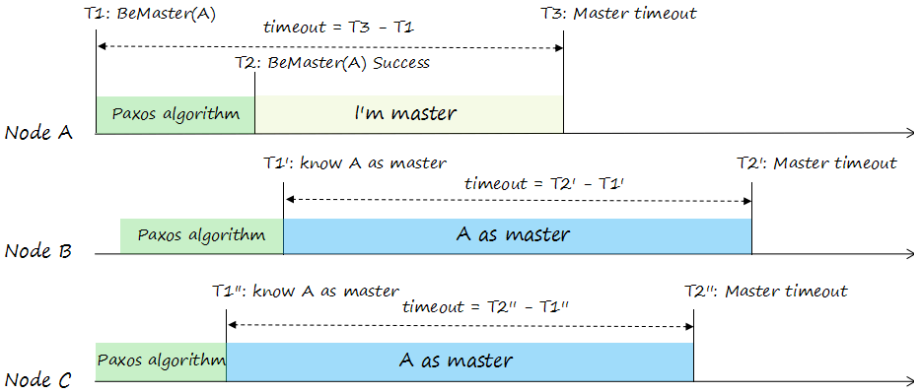 T1: BeMaster(A)
T3: Master timeout
timeout = T3 - T1
T2: BeMaster(A) Success
Paxos algorithm
I'm master
Node A
T1': know A as master
T2': Master timeout
timeout = T2' - T1'
Paxos algorithm
A as master
Node B
T1": know A as master
T2": Master timeout
timeout = T2" - T1"
Paxos algorithm
A as master
Node C